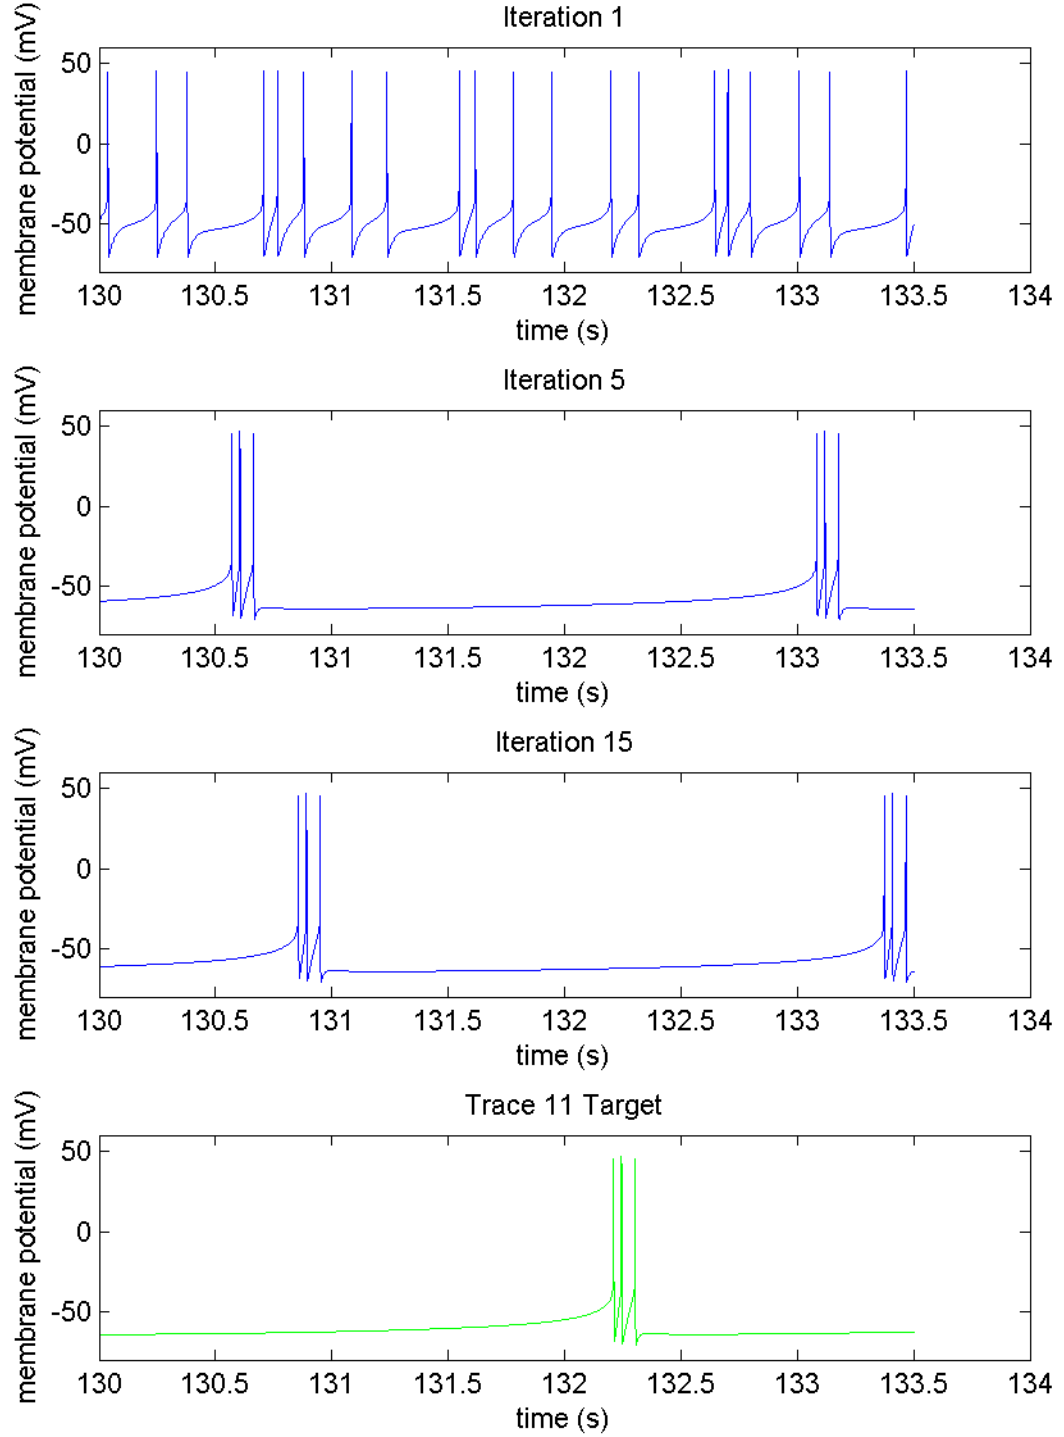 Iteration 1
membrane potential (mV)
50
0
-50
130 130.5 131 131.5 132 132.5 133 133.5 134
time (s)
Iteration 5
membrane potential (mV)
50
0
-50
130 130.5 131 131.5 132 132.5 133 133.5 134
time (s)
Iteration 15
membrane potential (mV)
50
0
-50
130 130.5 131 131.5 132 132.5 133 133.5 134
time (s)
Trace 11 Target
membrane potential (mV)
50
0
-50
130 130.5 131 131.5 132 132.5 133 133.5 134
time (s)